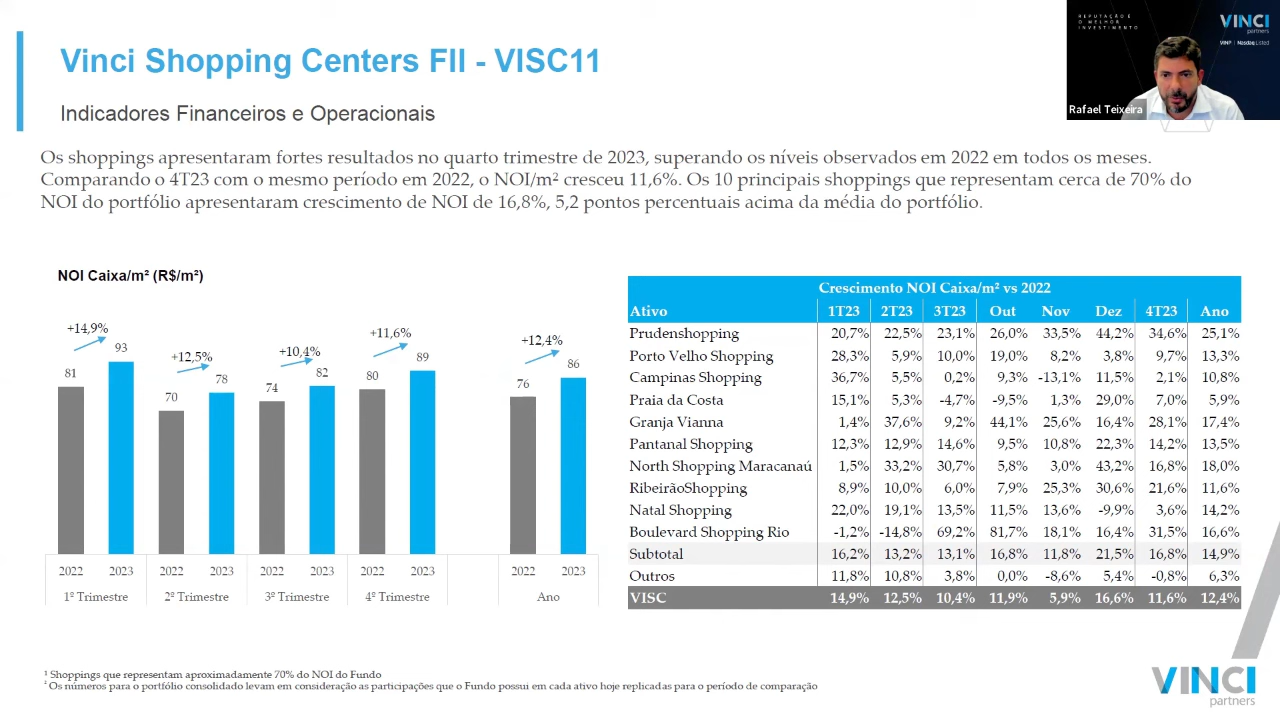 Vinci Shopping Centers FII - VISC11
Indicadores Financeiros e Operacionais
REPUTAÇÃO É
O MELHOR
INVESTIMENTO
VINCI
partners
VINP | Nasdaq Listed
Rafael Teixeira
Os shoppings apresentaram fortes resultados no quarto trimestre de 2023, superando os níveis observados em 2022 em todos os meses.
Comparando o 4T23 com o mesmo período em 2022, o NOI/m² cresceu 11,6%. Os 10 principais shoppings que representam cerca de 70% do
NOI do portfólio apresentaram crescimento de NOI de 16,8%, 5,2 pontos percentuais acima da média do portfólio.
NOI Caixa/m² (R$/m²)
+14,9%
81 93
+12,5%
70 78
+10,4%
74 82
+11,6%
80 89
+12,4%
76 86
2022 2023 2022 2023 2022 2023 2022 2023 2022 2023
1º Trimestre 2º Trimestre 3º Trimestre 4º Trimestre Ano
Crescimento NOI Caixa/m² vs 2022
Ativo 1T23 2T23 3T23 Out Nov Dez 4T23 Ano
Prudenshopping 20,7% 22,5% 23,1% 26,0% 33,5% 44,2% 34,6% 25,1%
Porto Velho Shopping 28,3% 5,9% 10,0% 19,0% 8,2% 3,8% 9,7% 13,3%
Campinas Shopping 36,7% 5,5% 0,2% 9,3% -13,1% 11,5% 2,1% 10,8%
Praia da Costa 15,1% 5,3% -4,7% -9,5% 1,3% 29,0% 7,0% 5,9%
Granja Vianna 1,4% 37,6% 9,2% 44,1% 25,6% 16,4% 28,1% 17,4%
Pantanal Shopping 12,3% 12,9% 14,6% 9,5% 10,8% 22,3% 14,2% 13,5%
North Shopping Maracanaú 1,5% 33,2% 30,7% 5,8% 3,0% 43,2% 16,8% 18,0%
RibeirãoShopping 8,9% 10,0% 6,0% 7,9% 25,3% 30,6% 21,6% 11,6%
Natal Shopping 22,0% 19,1% 13,5% 11,5% 13,6% -9,9% 3,6% 14,2%
Boulevard Shopping Rio -1,2% -14,8% 69,2% 81,7% 18,1% 16,4% 31,5% 16,6%
Subtotal 16,2% 13,2% 13,1% 16,8% 11,8% 21,5% 16,8% 14,9%
Outros 11,8% 10,8% 3,8% 0,0% -8,6% 5,4% -0,8% 6,3%
VISC 14,9% 12,5% 10,4% 11,9% 5,9% 16,6% 11,6% 12,4%
¹ Shoppings que representam aproximadamente 70% do NOI do Fundo
² Os números para o portfólio consolidado levam em consideração as participações que o Fundo possui em cada ativo hoje replicadas para o período de comparação
VINCI
partners